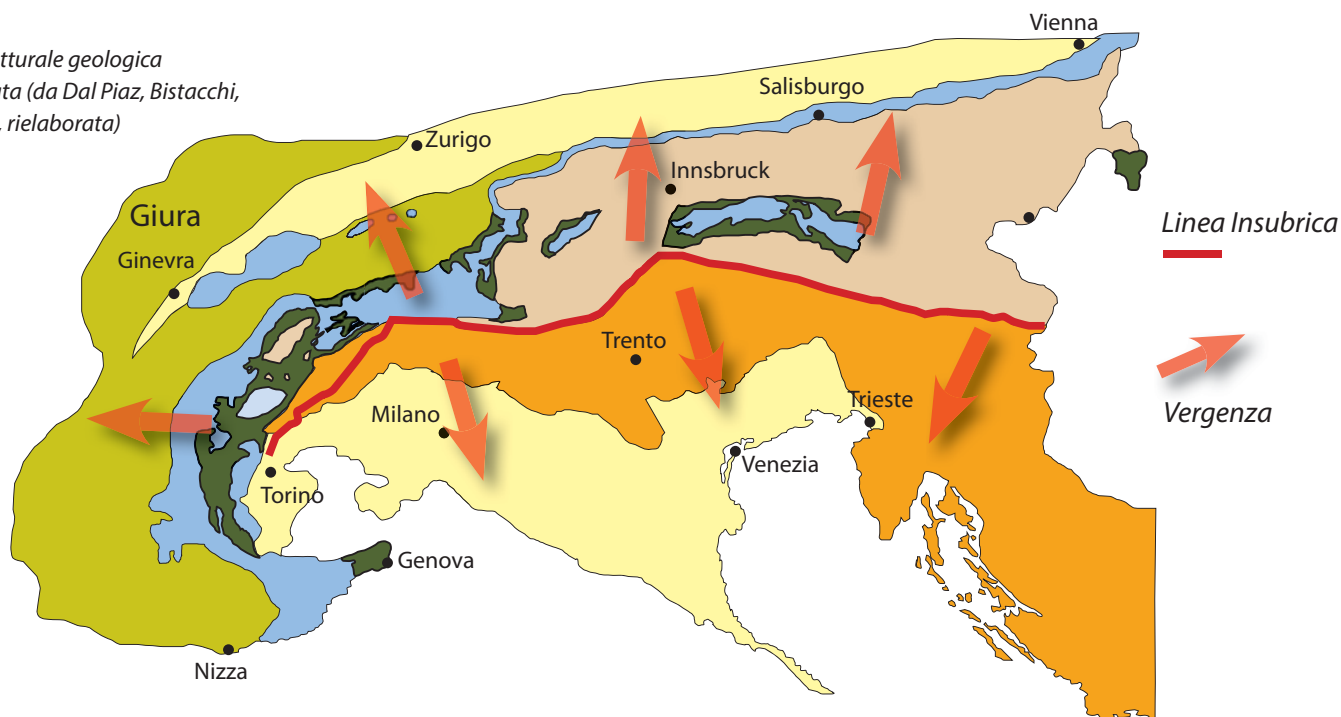 tturale geologica
ta (da Dal Piaz, Bistacchi,
, rielaborata)
Vienna
Salisburgo
Zurigo
Innsbruck
Giura
Ginevra
Linea Insubrica
Trento
Vergenza
Milano
Trieste
Venezia
Torino
Genova
Nizza